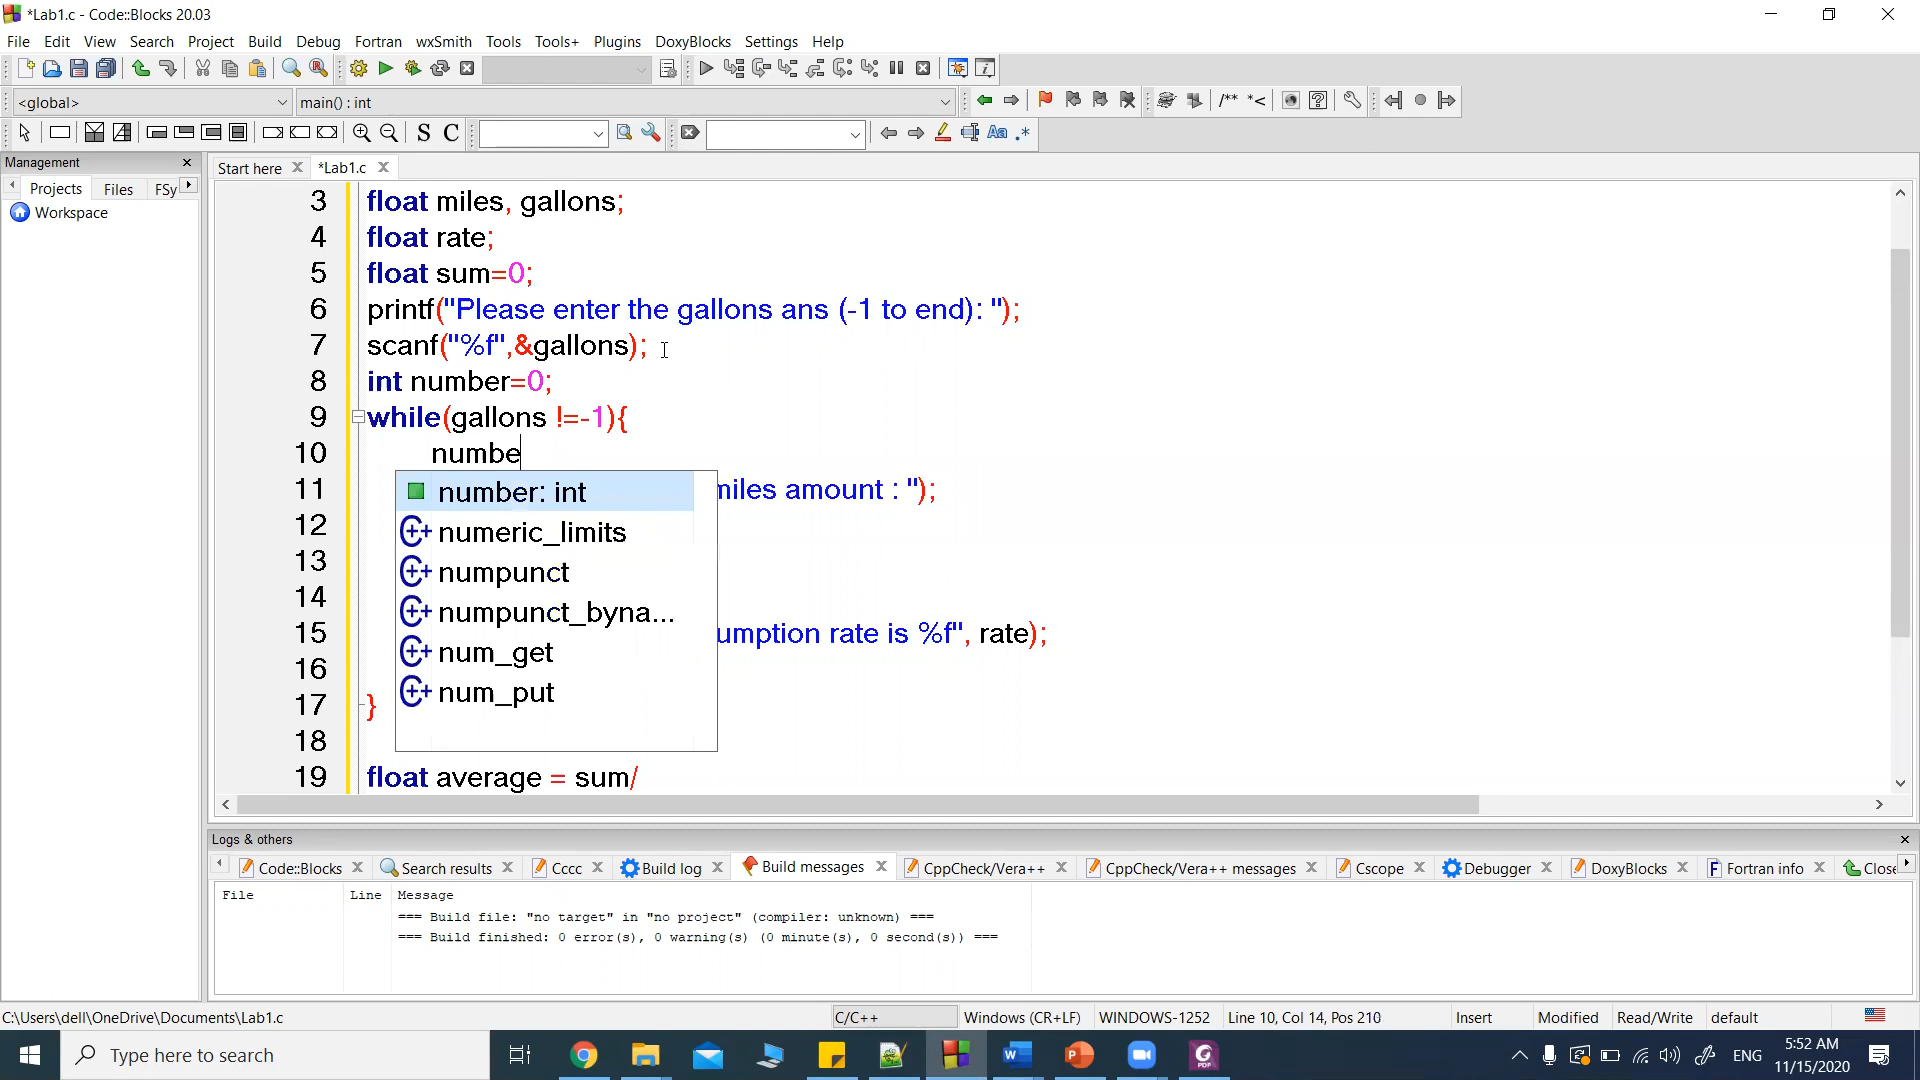 *Lab1.c - Code::Blocks 20.03
File Edit View Search Project Build Debug Fortran wxSmith Tools Tools+ Plugins DoxyBlocks Settings Help
<global> main() : int /** *<
S C Aa .*
Management
Projects Files FSy
Workspace
Start here *Lab1.c
3 float miles, gallons;
4 float rate;
5 float sum=0;
6 printf("Please enter the gallons ans (-1 to end): ");
7 scanf("%f",&gallons);
8 int number=0;
9 while(gallons !=-1){
10 numbe
number: int
11 miles amount : ");
12 numeric_limits
13 numpunct
14 numpunct_byna...
15 umption rate is %f", rate);
16 num_get
17 } num_put
18
19 float average = sum/
Logs & others
Code::Blocks Search results Cccc Build log Build messages CppCheck/Vera++ CppCheck/Vera++ messages Cscope Debugger DoxyBlocks Fortran info Close
File Line Message
=== Build file: "no target" in "no project" (compiler: unknown) ===
=== Build finished: 0 error(s), 0 warning(s) (0 minute(s), 0 second(s)) ===
C:\Users\dell\OneDrive\Documents\Lab1.c C/C++ Windows (CR+LF) WINDOWS-1252 Line 10, Col 14, Pos 210 Insert Modified Read/Write default
Type here to search ENG 5:52 AM
11/15/2020